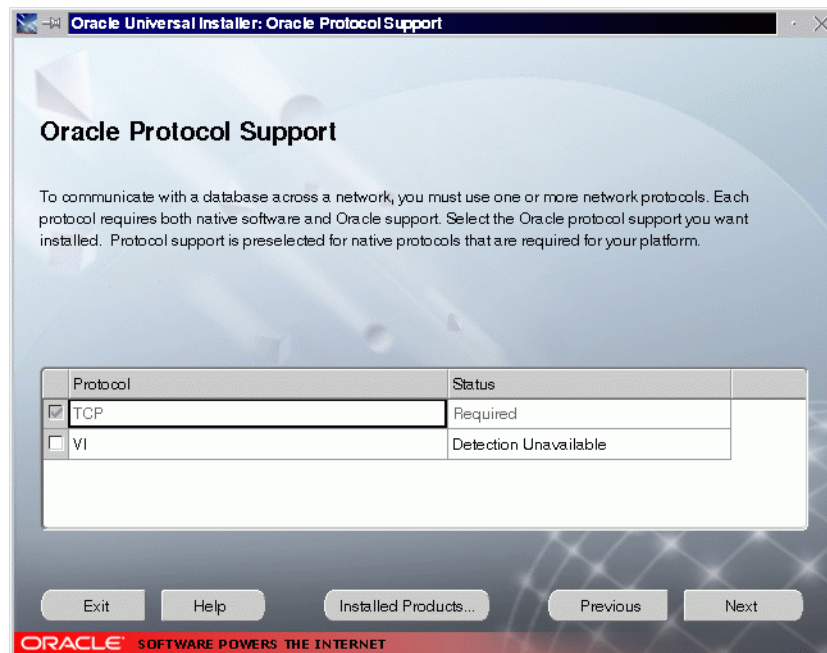 Oracle Universal Installer: Oracle Protocol Support
Oracle Protocol Support
To communicate with a database across a network, you must use one or more network protocols. Each
protocol requires both native software and Oracle support. Select the Oracle protocol support you want
installed. Protocol support is preselected for native protocols that are required for your platform.
Protocol Status
TCP Required
VI Detection Unavailable
Exit Help Installed Products... Previous Next
ORACLE® SOFTWARE POWERS THE INTERNET